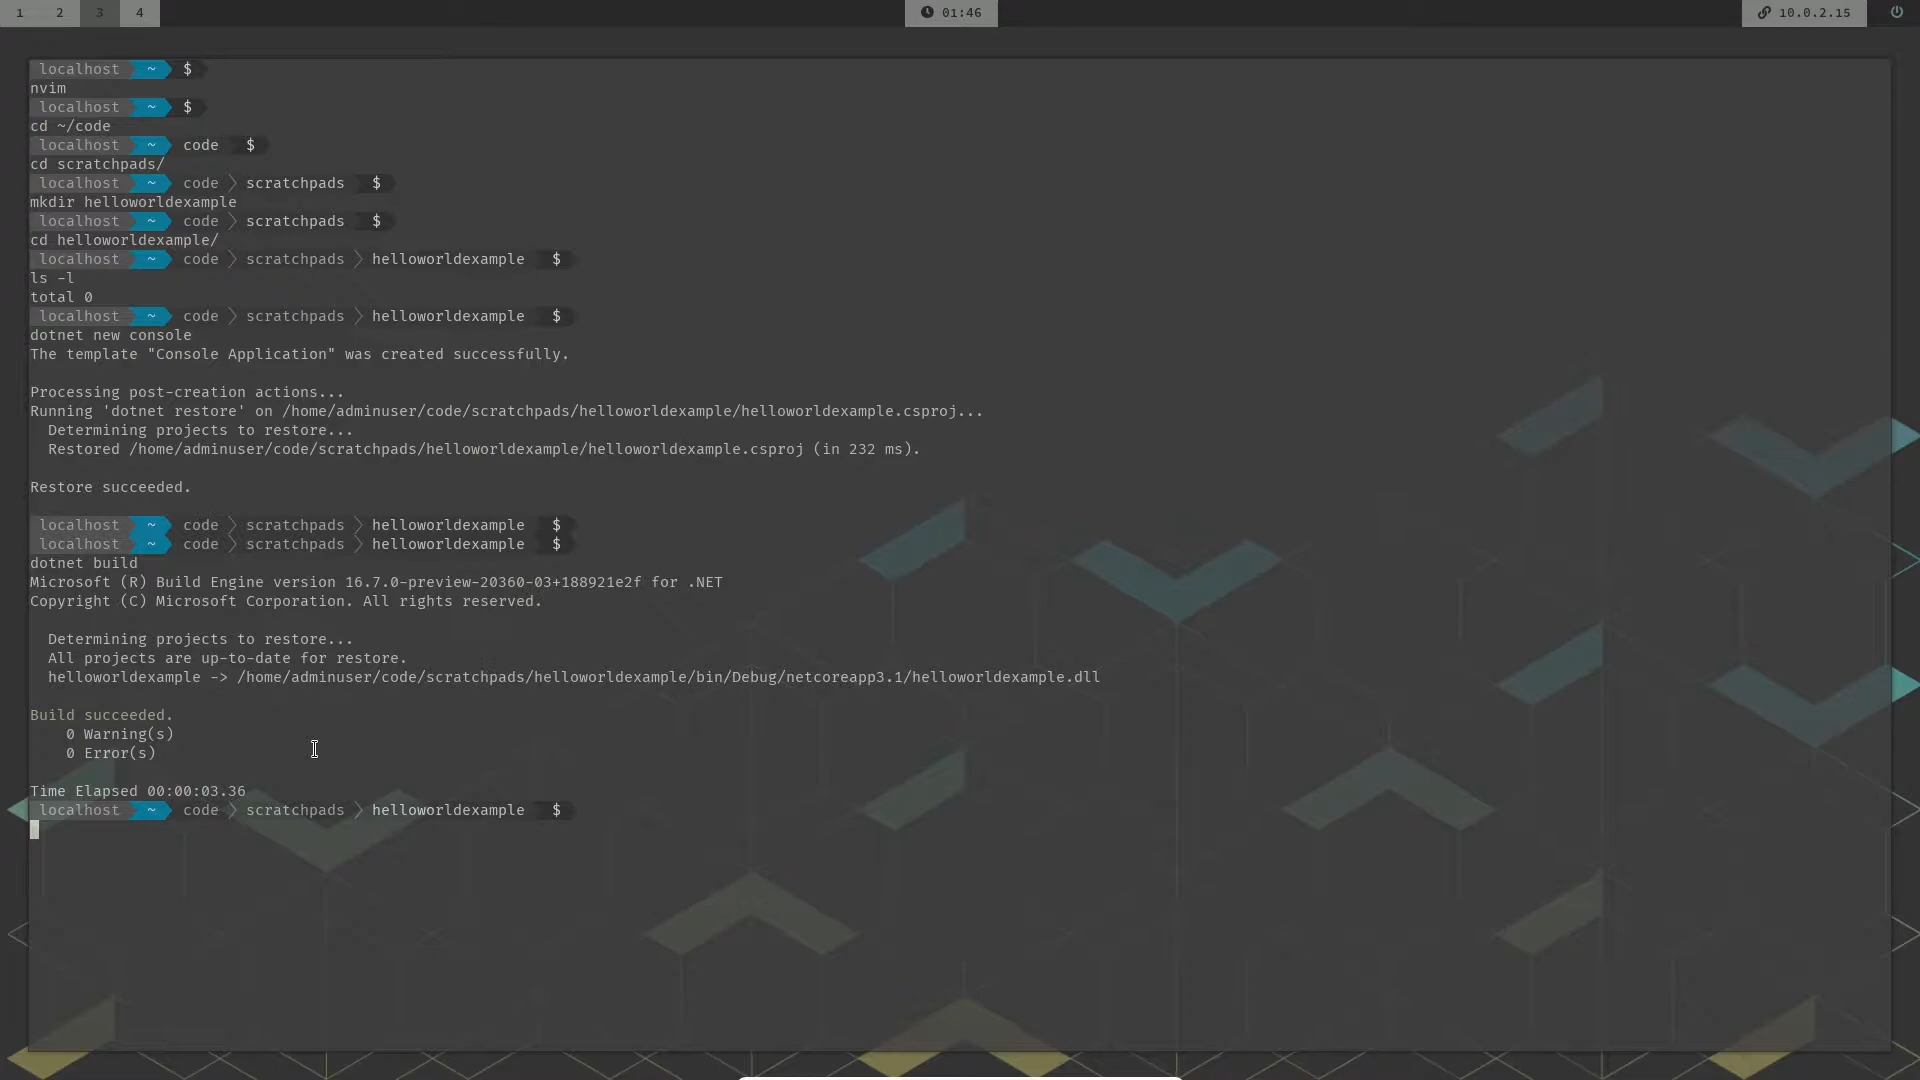 1 2 3 4 01:46 10.0.2.15
localhost ~ $
nvim
localhost ~ $
cd ~/code
localhost ~ code $
cd scratchpads/
localhost ~ code scratchpads $
mkdir helloworldexample
localhost ~ code scratchpads $
cd helloworldexample/
localhost ~ code scratchpads helloworldexample $
ls -l
total 0
localhost ~ code scratchpads helloworldexample $
dotnet new console
The template "Console Application" was created successfully.
Processing post-creation actions...
Running 'dotnet restore' on /home/adminuser/code/scratchpads/helloworldexample/helloworldexample.csproj...
Determining projects to restore...
Restored /home/adminuser/code/scratchpads/helloworldexample/helloworldexample.csproj (in 232 ms).
Restore succeeded.
localhost ~ code scratchpads helloworldexample $
localhost ~ code scratchpads helloworldexample $
dotnet build
Microsoft (R) Build Engine version 16.7.0-preview-20360-03+188921e2f for .NET
Copyright (C) Microsoft Corporation. All rights reserved.
Determining projects to restore...
All projects are up-to-date for restore.
helloworldexample -> /home/adminuser/code/scratchpads/helloworldexample/bin/Debug/netcoreapp3.1/helloworldexample.dll
Build succeeded.
0 Warning(s)
0 Error(s)
Time Elapsed 00:00:03.36
localhost ~ code scratchpads helloworldexample $